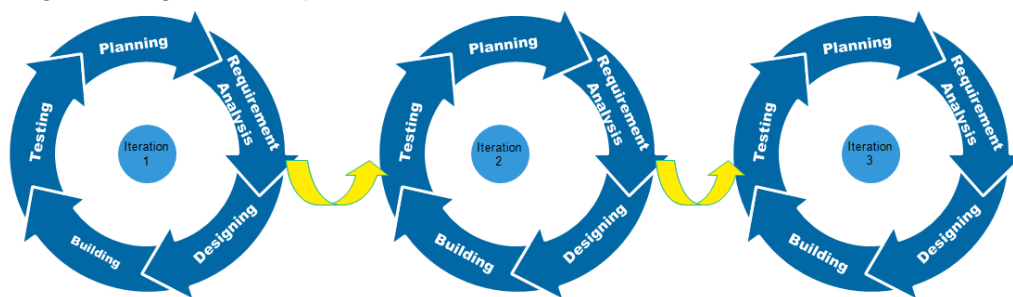 Planning
Requirement
Analysis
Designing
Building
Testing
Iteration
1
Planning
Requirement
Analysis
Designing
Building
Testing
Iteration
2
Planning
Requirement
Analysis
Designing
Building
Testing
Iteration
3